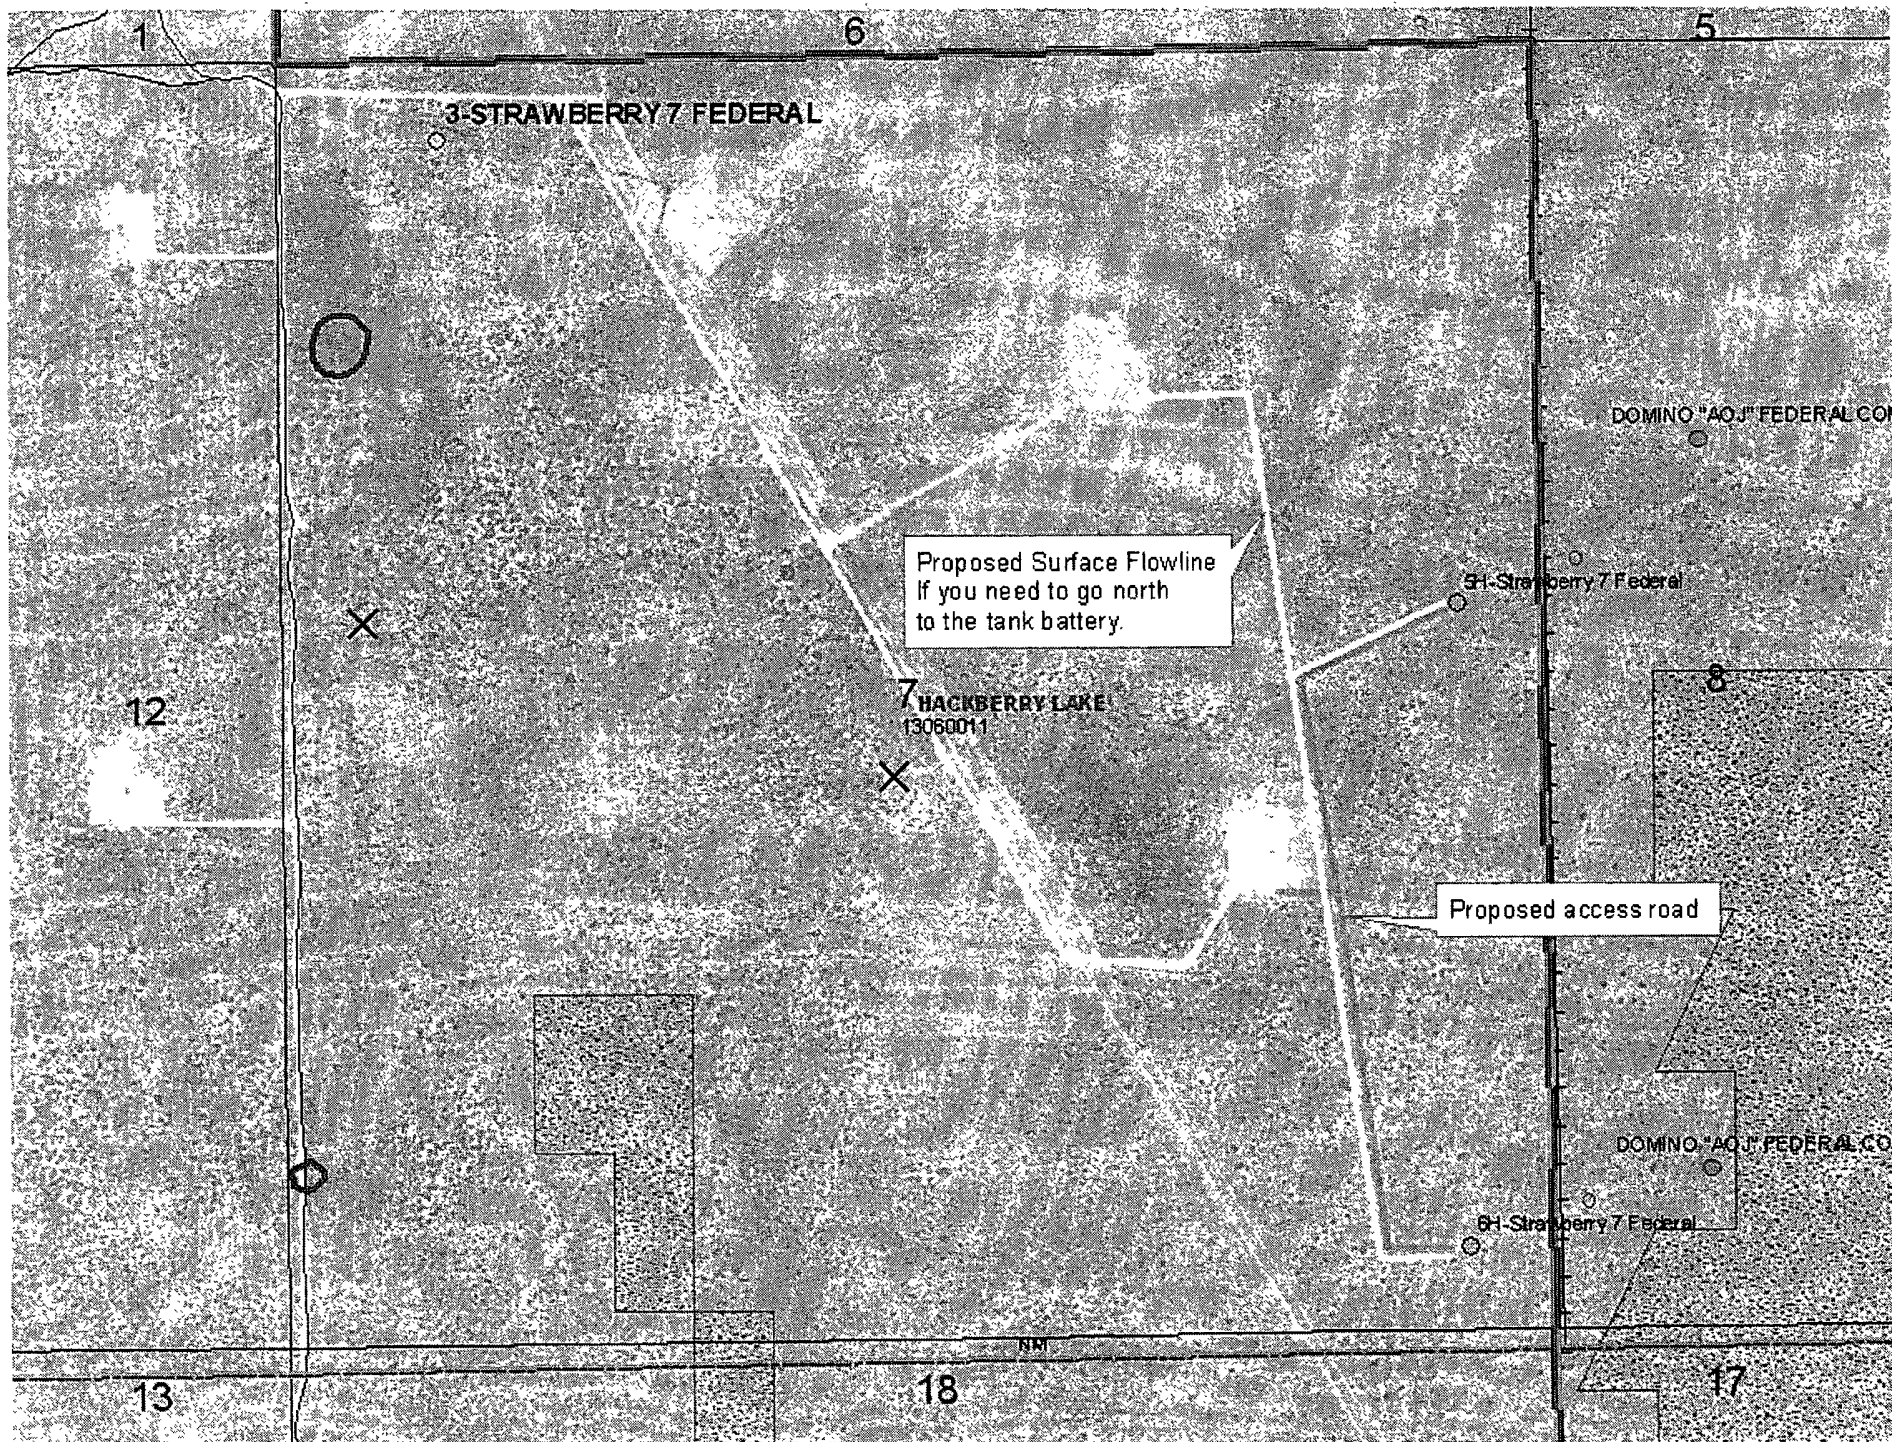 1
6
5
3-STRAWBERRY 7 FEDERAL
DOMINO "AOJ" FEDERAL CO
Proposed Surface Flowline
If you need to go north
to the tank battery.
5H-Strawberry 7 Federal
7
HACKBERRY LAKE
13060011
12
8
Proposed access road
DOMINO "AOJ" FEDERAL CO
6H-Strawberry 7 Federal
NM
13
18
17